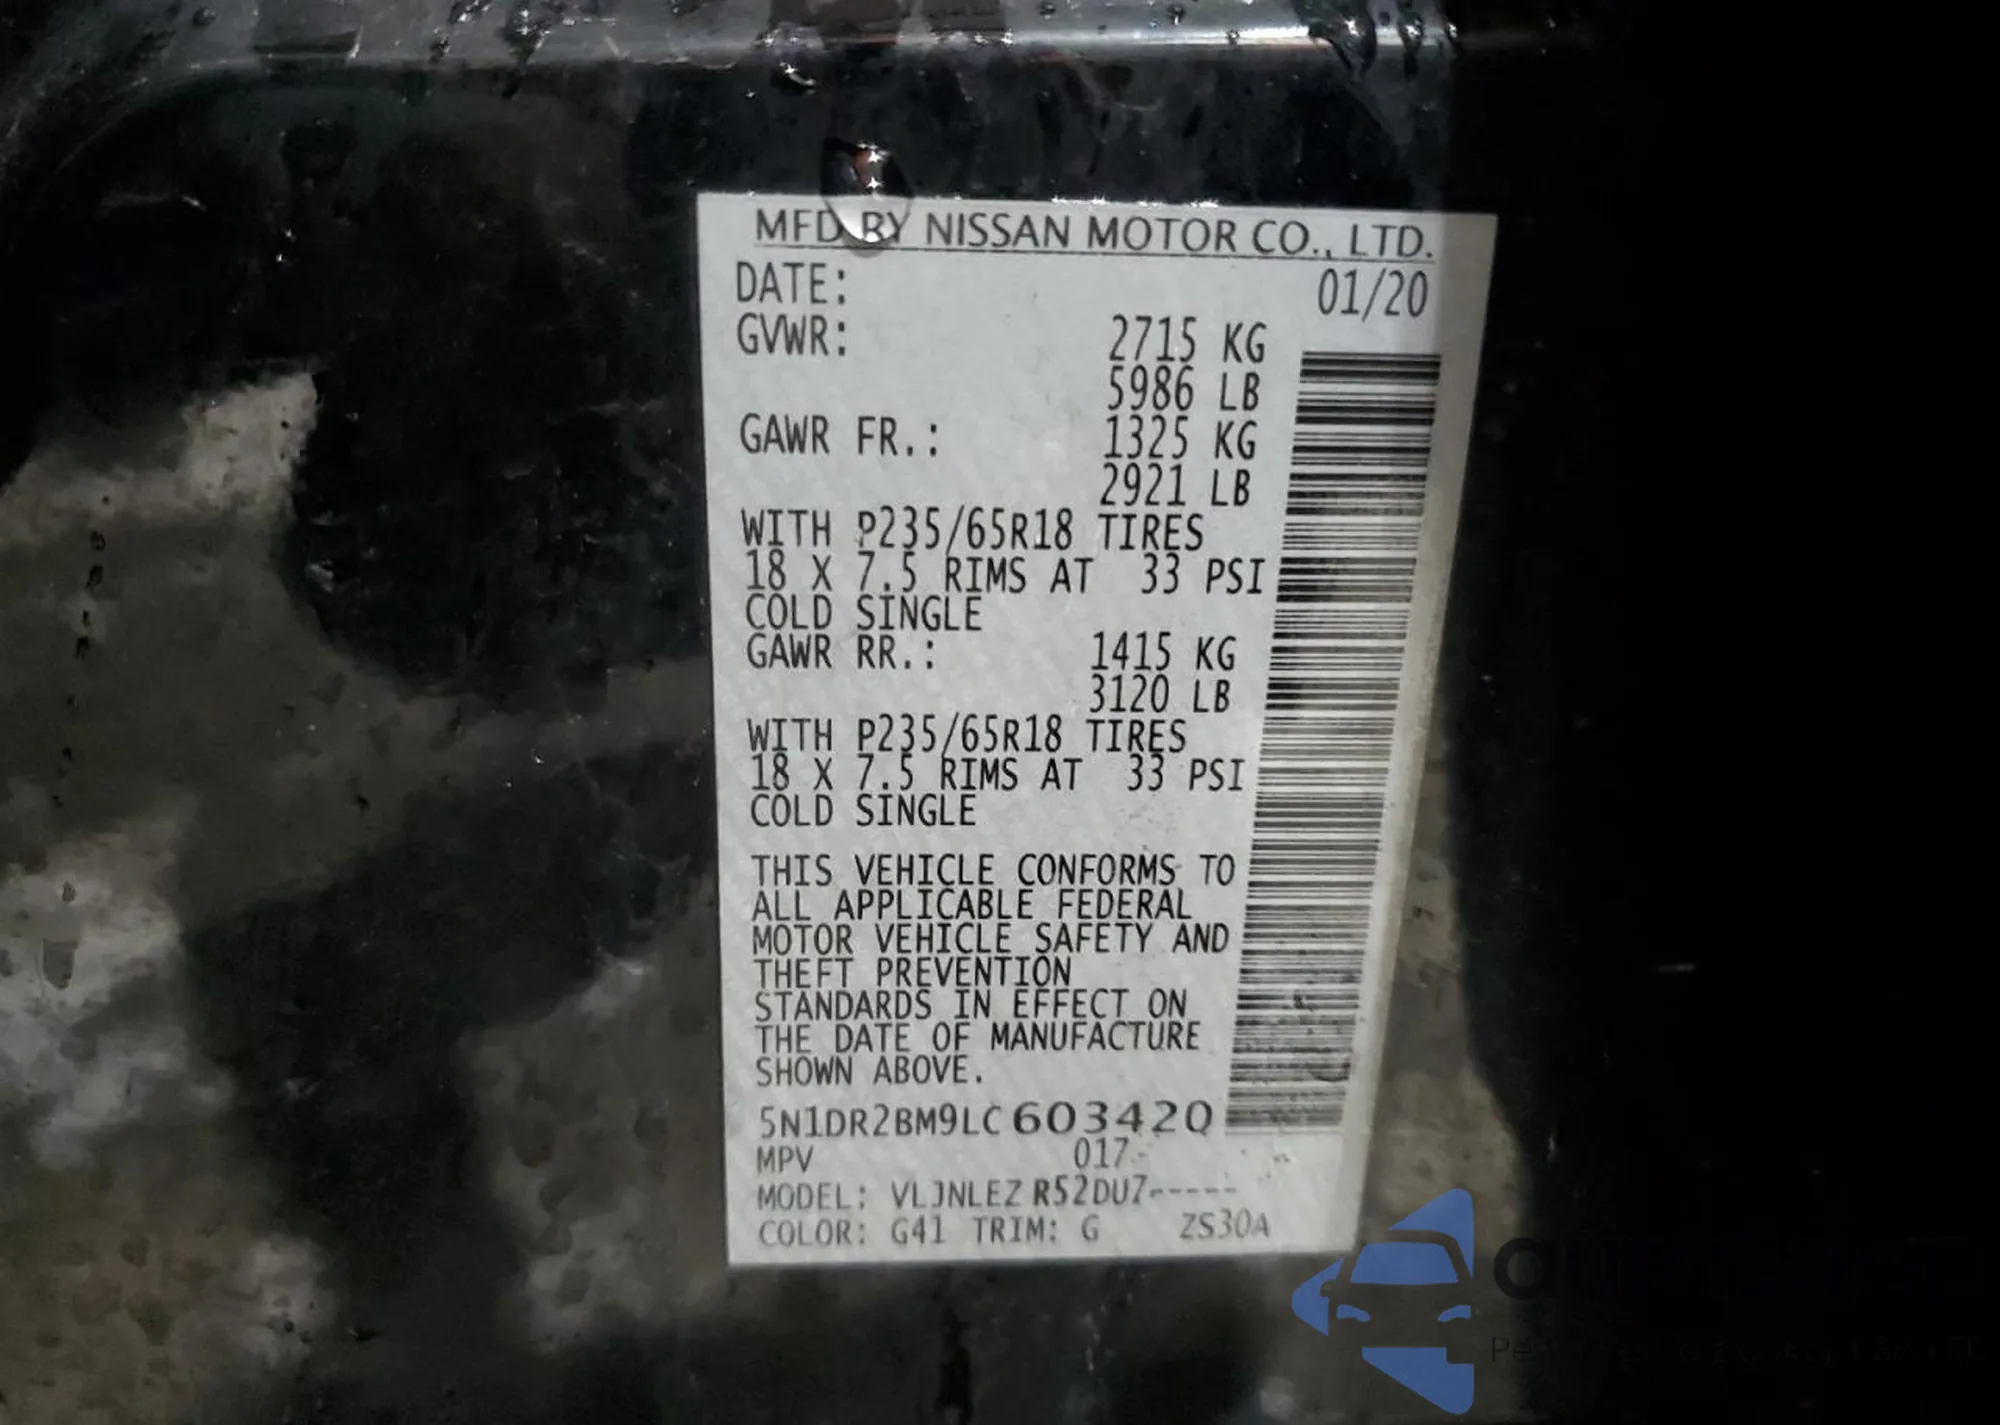 MFD BY NISSAN MOTOR CO., LTD.
DATE: 01/20
GVWR: 2715 KG
5986 LB
GAWR FR.: 1325 KG
2921 LB
WITH P235/65R18 TIRES
18 X 7.5 RIMS AT 33 PSI
COLD SINGLE
GAWR RR.: 1415 KG
3120 LB
WITH P235/65R18 TIRES
18 X 7.5 RIMS AT 33 PSI
COLD SINGLE
THIS VEHICLE CONFORMS TO
ALL APPLICABLE FEDERAL
MOTOR VEHICLE SAFETY AND
THEFT PREVENTION
STANDARDS IN EFFECT ON
THE DATE OF MANUFACTURE
SHOWN ABOVE.
5N1DR2BM9LC603420
MPV 017-
MODEL: VLJNLEZ R52DU7-----
COLOR: G41 TRIM: G ZS30A